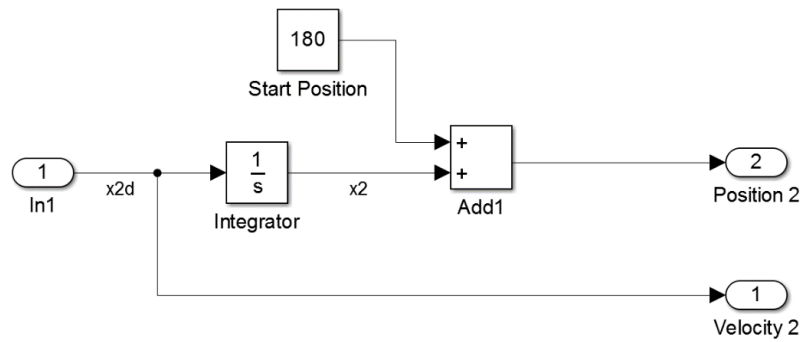 180
Start Position
1
In1
x2d
1
s
Integrator
x2
+
+
Add1
2
Position 2
1
Velocity 2